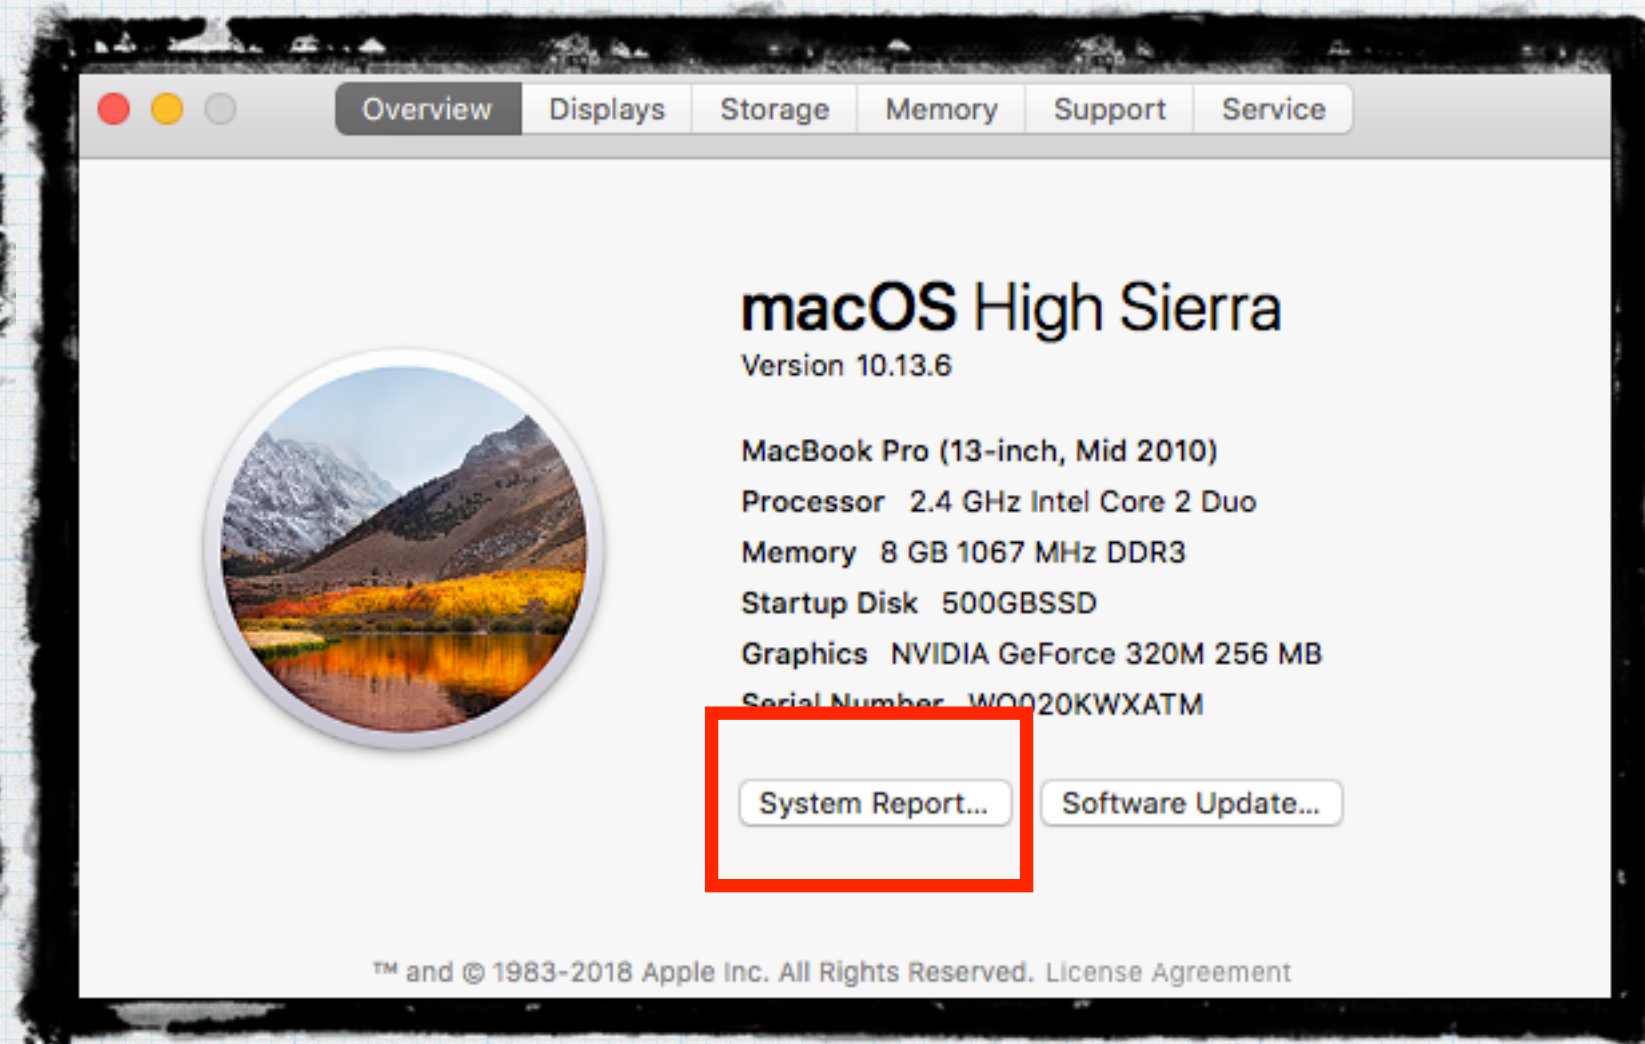 Overview Displays Storage Memory Support Service
macOS High Sierra
Version 10.13.6
MacBook Pro (13-inch, Mid 2010)
Processor 2.4 GHz Intel Core 2 Duo
Memory 8 GB 1067 MHz DDR3
Startup Disk 500GBSSD
Graphics NVIDIA GeForce 320M 256 MB
Serial Number
System Report... Software Update...
™ and © 1983-2018 Apple Inc. All Rights Reserved. License Agreement